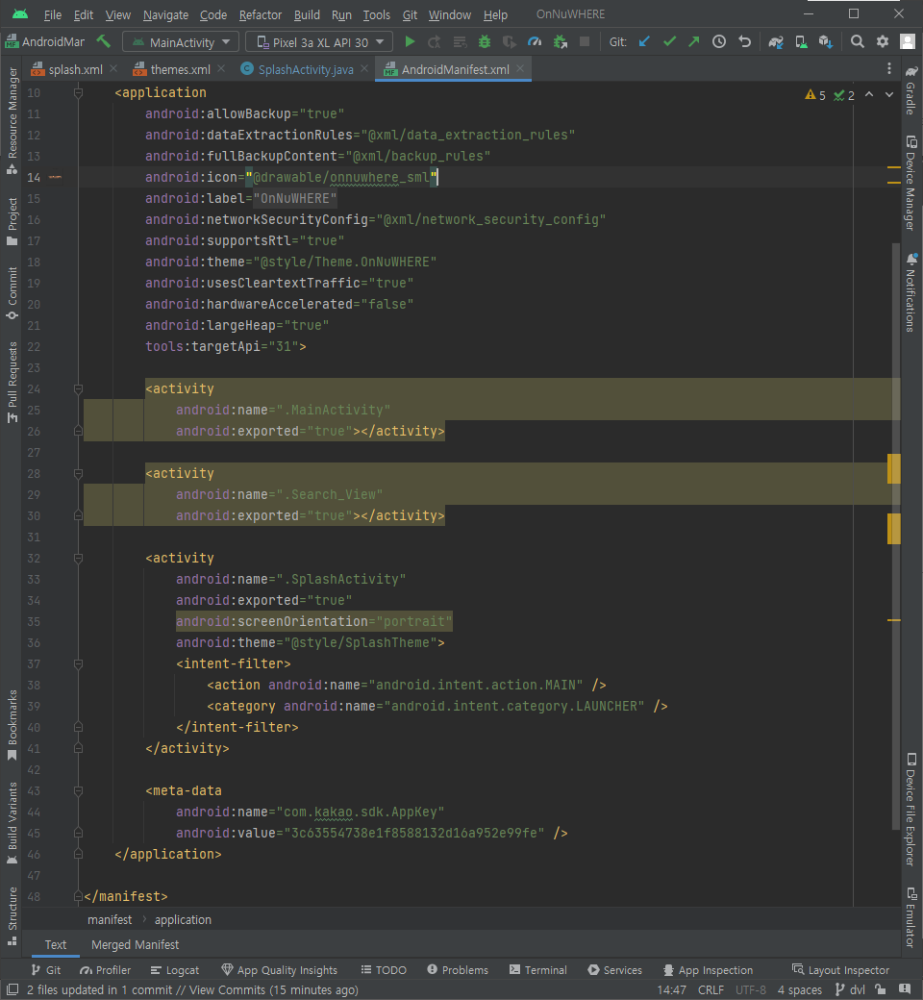 File Edit View Navigate Code Refactor Build Run Tools Git Window Help OnNuWHERE
AndroidMar MainActivity Pixel 3a XL API 30 Git:
splash.xml themes.xml SplashActivity.java AndroidManifest.xml
5 2
10 <application
11 android:allowBackup="true"
12 android:dataExtractionRules="@xml/data_extraction_rules"
13 android:fullBackupContent="@xml/backup_rules"
14 android:icon="@drawable/onnuwhere_sml"
15 android:label="OnNuWHERE"
16 android:networkSecurityConfig="@xml/network_security_config"
17 android:supportsRtl="true"
18 android:theme="@style/Theme.OnNuWHERE"
19 android:usesCleartextTraffic="true"
20 android:hardwareAccelerated="false"
21 android:largeHeap="true"
22 tools:targetApi="31">
23
24 <activity
25 android:name=".MainActivity"
26 android:exported="true"></activity>
27
28 <activity
29 android:name=".Search_View"
30 android:exported="true"></activity>
31
32 <activity
33 android:name=".SplashActivity"
34 android:exported="true"
35 android:screenOrientation="portrait"
36 android:theme="@style/SplashTheme">
37 <intent-filter>
38 <action android:name="android.intent.action.MAIN" />
39 <category android:name="android.intent.category.LAUNCHER" />
40 </intent-filter>
41 </activity>
42
43 <meta-data
44 android:name="com.kakao.sdk.AppKey"
45 android:value="3c63554738e1f8588132d16a952e99fe" />
46 </application>
47
48 </manifest>
manifest application
Text Merged Manifest
Resource Manager
Project
Commit
Pull Requests
Bookmarks
Build Variants
Structure
Gradle
Device Manager
Notifications
Device File Explorer
Emulator
Git Profiler Logcat App Quality Insights TODO Problems Terminal Services App Inspection Layout Inspector
2 files updated in 1 commit // View Commits (15 minutes ago) 14:47 CRLF UTF-8 4 spaces dvl